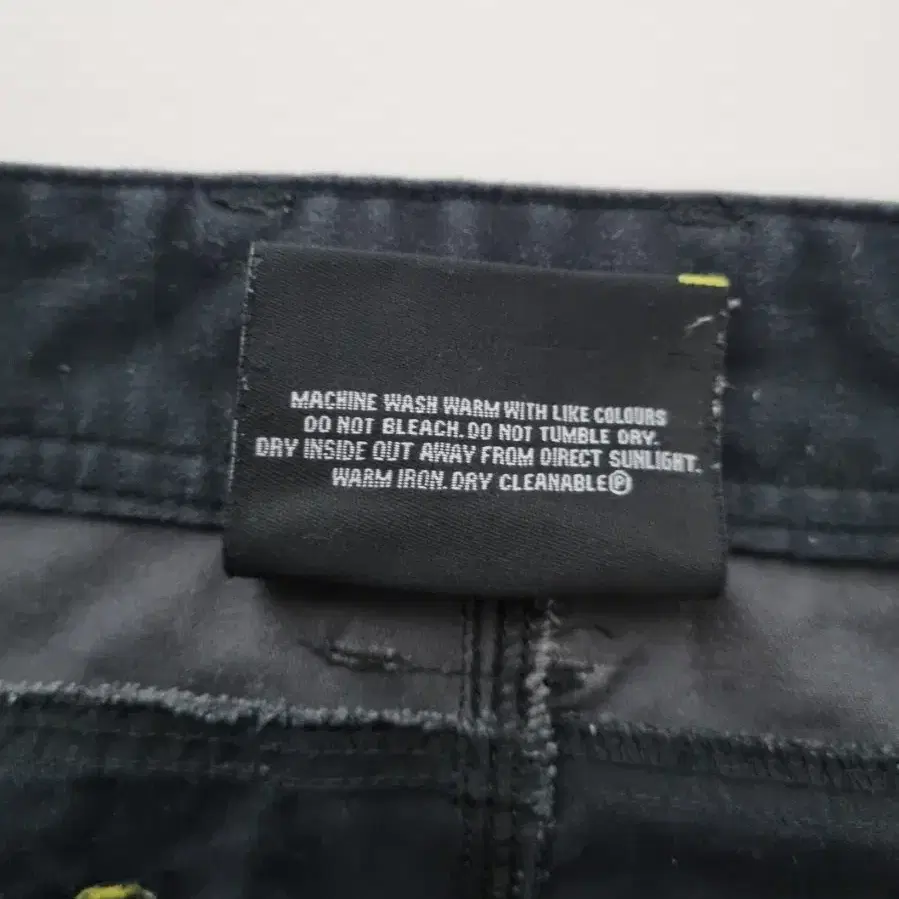 MACHINE WASH WARM WITH LIKE COLOURS
DO NOT BLEACH. DO NOT TUMBLE DRY.
DRY INSIDE OUT AWAY FROM DIRECT SUNLIGHT.
WARM IRON. DRY CLEANABLE Ⓟ